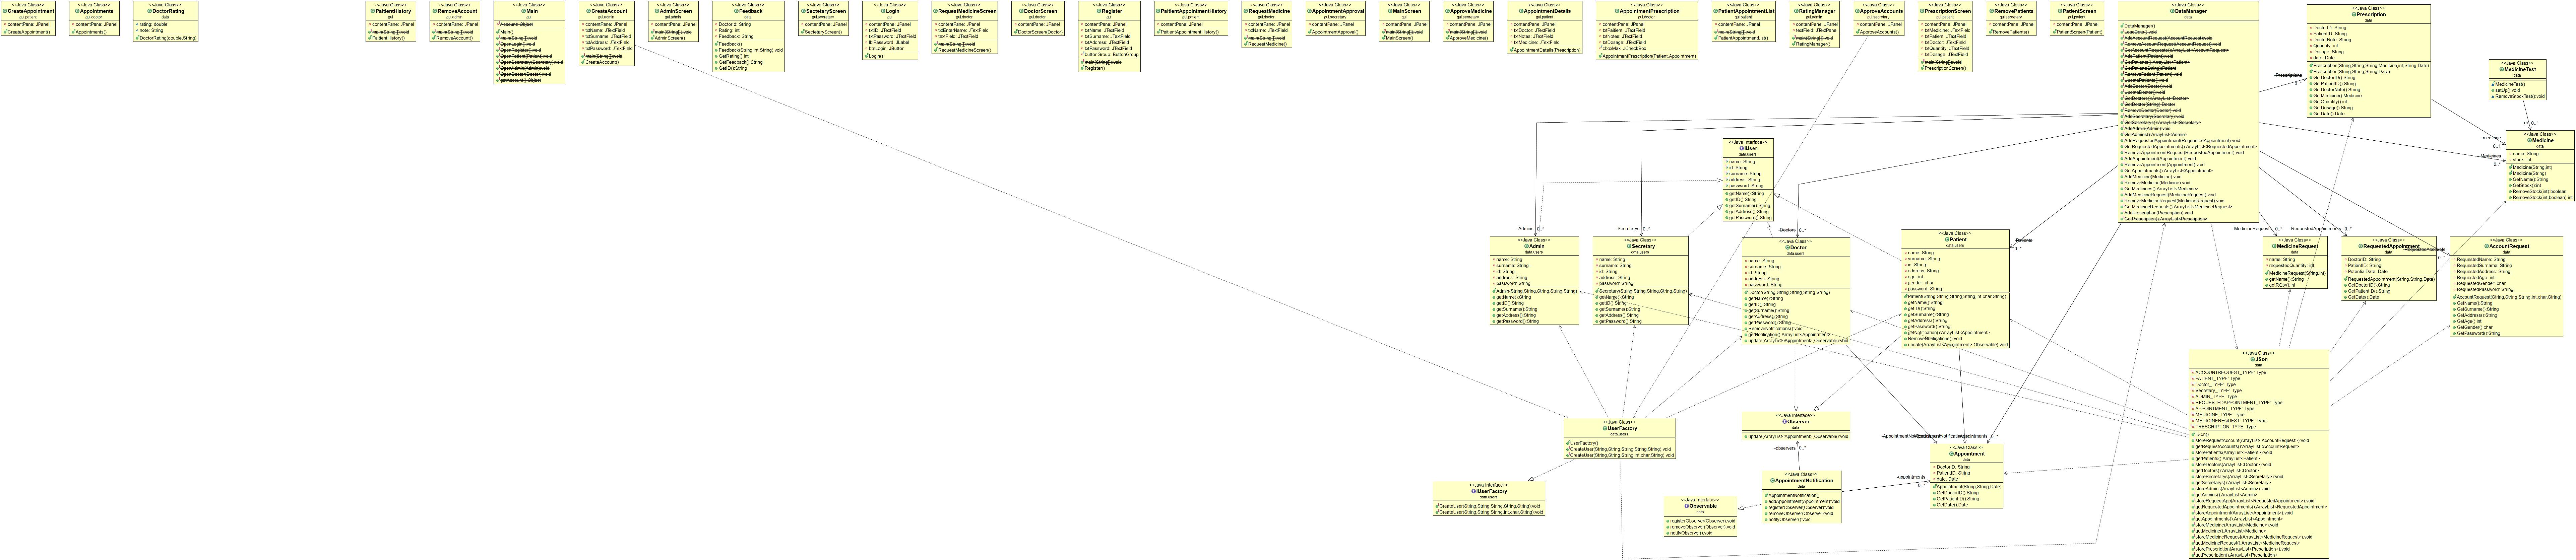 <<Java Class>>
CreateAppointment
gui.patient
contentPane: JPanel
CreateAppointment()
<<Java Class>>
Appointments
gui.doctor
contentPane: JPanel
Appointments()
<<Java Class>>
DoctorRating
data
rating: double
note: String
DoctorRating(double,String)
<<Java Class>>
PatientHistory
gui
contentPane: JPanel
main(String[]):void
PatientHistory()
<<Java Class>>
RemoveAccount
gui.admin
contentPane: JPanel
main(String[]):void
RemoveAccount()
<<Java Class>>
Main
gui
Account: Object
Main()
main(String[]):void
OpenLogin():void
OpenRegister():void
OpenPatient(Patient):void
OpenSecretary(Secretary):void
OpenAdmin(Admin):void
OpenDoctor(Doctor):void
getAccount():Object
<<Java Class>>
CreateAccount
gui.admin
contentPane: JPanel
txtName: JTextField
txtSurname: JTextField
txtAddress: JTextField
txtPassword: JTextField
main(String[]):void
CreateAccount()
<<Java Class>>
AdminScreen
gui.admin
contentPane: JPanel
main(String[]):void
AdminScreen()
<<Java Class>>
Feedback
data
DoctorId: String
Rating: int
Feedback: String
Feedback()
Feedback(String,int,String):void
GetRating():int
GetFeedback():String
GetID():String
<<Java Class>>
SectetaryScreen
gui.secretary
contentPane: JPanel
SectetaryScreen()
<<Java Class>>
Login
gui
contentPane: JPanel
txtID: JTextField
txtPassword: JTextField
txtPassword: JLabel
btnLogin: JButton
Login()
<<Java Class>>
RequestMedicineScreen
gui.doctor
contentPane: JPanel
txtEnterName: JTextField
textField: JTextField
main(String[]):void
RequestMedicineScreen()
<<Java Class>>
DoctorScreen
gui.doctor
contentPane: JPanel
DoctorScreen(Doctor)
<<Java Class>>
Register
gui
contentPane: JPanel
txtName: JTextField
txtSurname: JTextField
txtAddress: JTextField
txtPassword: JTextField
buttonGroup: ButtonGroup
main(String[]):void
Register()
<<Java Class>>
PaitientAppointmentHistory
gui.patient
contentPane: JPanel
PaitientAppointmentHistory()
<<Java Class>>
RequestMedicine
gui.doctor
contentPane: JPanel
txtName: JTextField
main(String[]):void
RequestMedicine()
<<Java Class>>
AppointmentApproval
gui.secretary
contentPane: JPanel
AppointmentApproval()
<<Java Class>>
MainScreen
gui
contentPane: JPanel
main(String[]):void
MainScreen()
<<Java Class>>
ApproveMedicine
gui.secretary
contentPane: JPanel
main(String[]):void
ApproveMedicine()
<<Java Class>>
AppointmentDetails
gui.patient
contentPane: JPanel
txtDoctor: JTextField
txtNotes: JTextField
txtMedicine: JTextField
AppointmentDetails(Prescription)
<<Java Class>>
AppointmentPrescription
gui.doctor
contentPane: JPanel
txtPatient: JTextField
txtNotes: JTextField
txtDosage: JTextField
cboxMax: JCheckBox
AppointmentPrescription(Patient,Appointment)
<<Java Class>>
PatientAppointmentList
gui.patient
contentPane: JPanel
main(String[]):void
PatientAppointmentList()
<<Java Class>>
RatingManager
gui.admin
contentPane: JPanel
textField: JTextPane
main(String[]):void
RatingManager()
<<Java Class>>
ApproveAccounts
gui.secretary
contentPane: JPanel
ApproveAccounts()
<<Java Class>>
PrescriptionScreen
gui.patient
contentPane: JPanel
txtMedicine: JTextField
txtPatient: JTextField
txtDoctor: JTextField
txtQuantity: JTextField
txtDosage: JTextField
main(String[]):void
PrescriptionScreen()
<<Java Class>>
RemovePatients
gui.secretary
contentPane: JPanel
RemovePatients()
<<Java Class>>
PatientScreen
gui.patient
contentPane: JPanel
PatientScreen(Patient)
<<Java Class>>
DataManager
data
DataManager()
LoadData():void
AddAccountRequest(AccountRequest):void
RemoveAccountRequest(AccountRequest):void
GetAccountRequests():ArrayList<AccountRequest>
AddPatient(Patient):void
GetPatients():ArrayList<Patient>
GetPatient(String):Patient
RemovePatient(Patient):void
UpdatePatients():void
AddDoctor(Doctor):void
UpdateDoctor():void
GetDoctors():ArrayList<Doctor>
GetDoctor(String):Doctor
RemoveDoctor(Doctor):void
AddSecretary(Secretary):void
GetSecretarys():ArrayList<Secretary>
AddAdmin(Admin):void
GetAdmins():ArrayList<Admin>
AddRequestedAppointment(RequestedAppointment):void
GetRequestedAppointments():ArrayList<RequestedAppointment>
RemoveAppointmentRequest(RequestedAppointment):void
AddAppointment(Appointment):void
RemoveAppointment(Appointment):void
GetAppointments():ArrayList<Appointment>
AddMedicine(Medicine):void
RemoveMedicine(Medicine):void
GetMedicines():ArrayList<Medicine>
AddMedicineRequest(MedicineRequest):void
RemoveMedicineRequest(MedicineRequest):void
GetMedicineRequests():ArrayList<MedicineRequest>
AddPrescription(Prescription):void
GetPrescription():ArrayList<Prescription>
<<Java Class>>
Prescription
data
DoctorID: String
PatientID: String
DoctorNote: String
Quantity: int
Dosage: String
date: Date
Prescription(String,String,String,Medicine,int,String,Date)
Prescription(String,String,String,Date)
GetDoctorID():String
GetPatientID():String
GetDoctorNote():String
GetMedicine():Medicine
GetQuantity():int
GetDosage():String
GetDate():Date
<<Java Class>>
MedicineTest
data
MedicineTest()
setUp():void
RemoveStockTest():void
<<Java Class>>
Medicine
data
name: String
stock: int
Medicine(String,int)
Medicine(String)
GetName():String
GetStock():int
RemoveStock(int):boolean
RemoveStock(int,boolean):int
-Prescriptions
0..*
-m 0..1
-medicine
0..1
-Medicines
0..*
<<Java Interface>>
IUser
data.users
name: String
id: String
surname: String
address: String
password: String
getName():String
getID():String
getSurname():String
getAddress():String
getPassword():String
-Admins 0..*
-Secretarys 0..*
-Doctors 0..*
-Patients
0..*
-MedicineRequests 0..*
-RequestedAppointments 0..*
-RequestedAccounts
0..*
<<Java Class>>
Admin
data.users
name: String
surname: String
id: String
address: String
password: String
Admin(String,String,String,String,String)
getName():String
getID():String
getSurname():String
getAddress():String
getPassword():String
<<Java Class>>
Secretary
data.users
name: String
surname: String
id: String
address: String
password: String
Secretary(String,String,String,String,String)
getName():String
getID():String
getSurname():String
getAddress():String
getPassword():String
<<Java Class>>
Doctor
data.users
name: String
surname: String
id: String
address: String
password: String
Doctor(String,String,String,String,String)
getName():String
getID():String
getSurname():String
getAddress():String
getPassword():String
RemoveNotifications():void
getNotification():ArrayList<Appointment>
update(ArrayList<Appointment>,Observable):void
<<Java Class>>
Patient
data.users
name: String
surname: String
id: String
address: String
age: int
gender: char
password: String
Patient(String,String,String,String,int,char,String)
getName():String
getID():String
getSurname():String
getAddress():String
getPassword():String
getNotification():ArrayList<Appointment>
RemoveNotifications():void
update(ArrayList<Appointment>,Observable):void
<<Java Class>>
MedicineRequest
data
name: String
requestedQuantity: int
MedicineRequest(String,int)
getName():String
getRQty():int
<<Java Class>>
RequestedAppointment
data
DoctorID: String
PatientID: String
PotentialDate: Date
RequestedAppointment(String,String,Date)
GetDoctorID():String
GetPatientID():String
GetDate():Date
<<Java Class>>
AccountRequest
data
RequestedName: String
RequestedSurname: String
RequestedAddress: String
RequestedAge: int
RequestedGender: char
RequestedPassword: String
AccountRequest(String,String,String,int,char,String)
GetName():String
GetSurname():String
GetAddress():String
GetAge():int
GetGender():char
GetPassword():String
<<Java Class>>
JSon
data
ACCOUNTREQUEST_TYPE: Type
PATIENT_TYPE: Type
Doctor_TYPE: Type
Secretary_TYPE: Type
ADMIN_TYPE: Type
REQUESTEDAPPOINTMENT_TYPE: Type
APPOINTMENT_TYPE: Type
MEDICINE_TYPE: Type
MEDICINEREQUEST_TYPE: Type
PRESCRIPTION_TYPE: Type
JSon()
storeRequestAccount(ArrayList<AccountRequest>):void
getRequestAccounts():ArrayList<AccountRequest>
storePatients(ArrayList<Patient>):void
getPatients():ArrayList<Patient>
storeDoctors(ArrayList<Doctor>):void
getDoctors():ArrayList<Doctor>
storeSecretarys(ArrayList<Secretary>):void
getSecretarys():ArrayList<Secretary>
storeAdmins(ArrayList<Admin>):void
getAdmins():ArrayList<Admin>
storeRequestApp(ArrayList<RequestedAppointment>):void
getRequestedAppointments():ArrayList<RequestedAppointment>
storeAppointment(ArrayList<Appointment>):void
getAppointments():ArrayList<Appointment>
storeMedicine(ArrayList<Medicine>):void
getMedicine():ArrayList<Medicine>
storeMedicineRequest(ArrayList<MedicineRequest>):void
getMedicineRequest():ArrayList<MedicineRequest>
storePrescription(ArrayList<Prescription>):void
getPrescription():ArrayList<Prescription>
<<Java Interface>>
Observer
data
update(ArrayList<Appointment>,Observable):void
-observers 0..*
<<Java Class>>
UserFactory
data.users
UserFactory()
CreateUser(String,String,String,String,String):void
CreateUser(String,String,String,int,char,String):void
<<Java Interface>>
IUserFactory
data.users
CreateUser(String,String,String,String,String):void
CreateUser(String,String,String,int,char,String):void
<<Java Interface>>
Observable
data
registerObserver(Observer):void
removeObserver(Observer):void
notifyObserver():void
<<Java Class>>
AppointmentNotification
data
AppointmentNotification()
addAppointment(Appointment):void
registerObserver(Observer):void
removeObserver(Observer):void
notifyObserver():void
-appointments
0..*
0..*
<<Java Class>>
Appointment
data
DoctorID: String
PatientID: String
date: Date
Appointment(String,String,Date)
GetDoctorID():String
GetPatientID():String
GetDate():Date